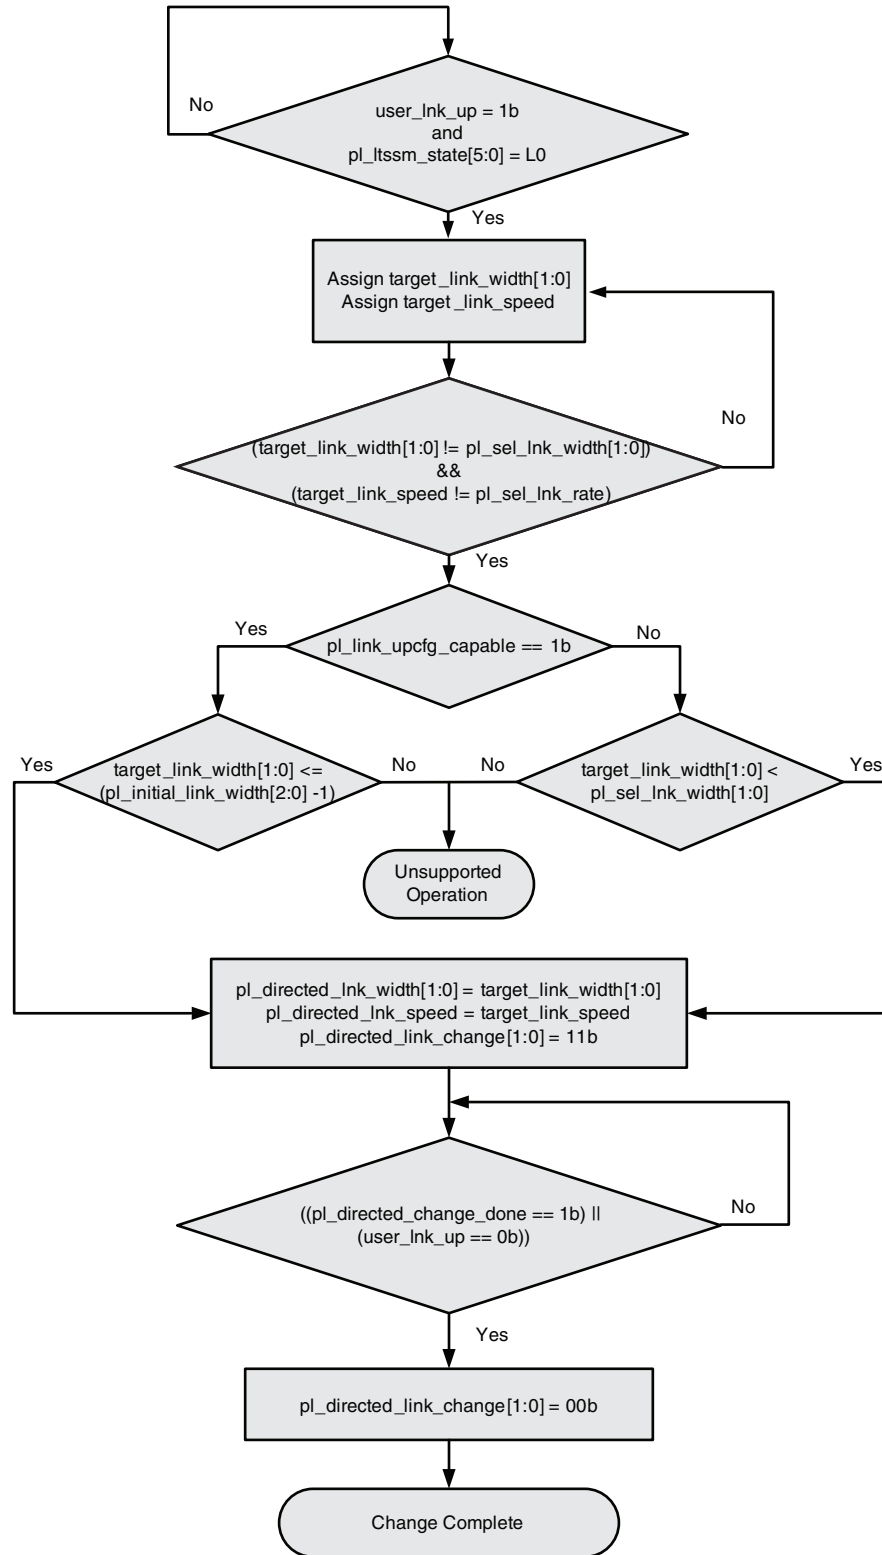 No
user_lnk_up = 1b
and
pl_ltssm_state[5:0] = L0
Yes
Assign target_link_width[1:0]
Assign target_link_speed
No
(target_link_width[1:0] != pl_sel_lnk_width[1:0])
&&
(target_link_speed != pl_sel_lnk_rate)
Yes
Yes
pl_link_upcfg_capable == 1b
No
Yes
target_link_width[1:0] <=
(pl_initial_link_width[2:0] -1)
No
No
target_link_width[1:0] <
pl_sel_lnk_width[1:0]
Yes
Unsupported
Operation
pl_directed_lnk_width[1:0] = target_link_width[1:0]
pl_directed_lnk_speed = target_link_speed
pl_directed_link_change[1:0] = 11b
((pl_directed_change_done == 1b) ||
(user_lnk_up == 0b))
No
Yes
pl_directed_link_change[1:0] = 00b
Change Complete